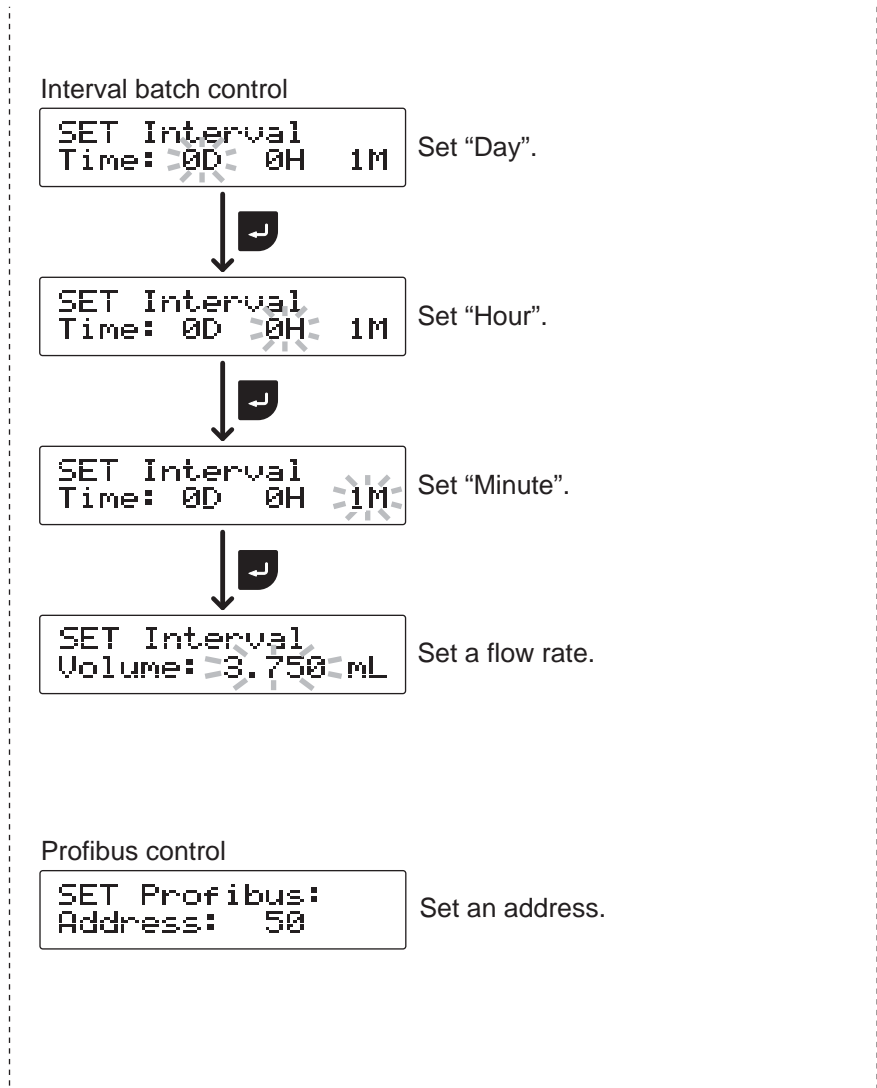 Interval batch control
SET Interval
Time: 0D 0H 1M
Set “Day”.
SET Interval
Time: 0D 0H 1M
Set “Hour”.
SET Interval
Time: 0D 0H 1M
Set “Minute”.
SET Interval
Volume: 3.750 mL
Set a flow rate.
Profibus control
SET Profibus:
Address: 50
Set an address.